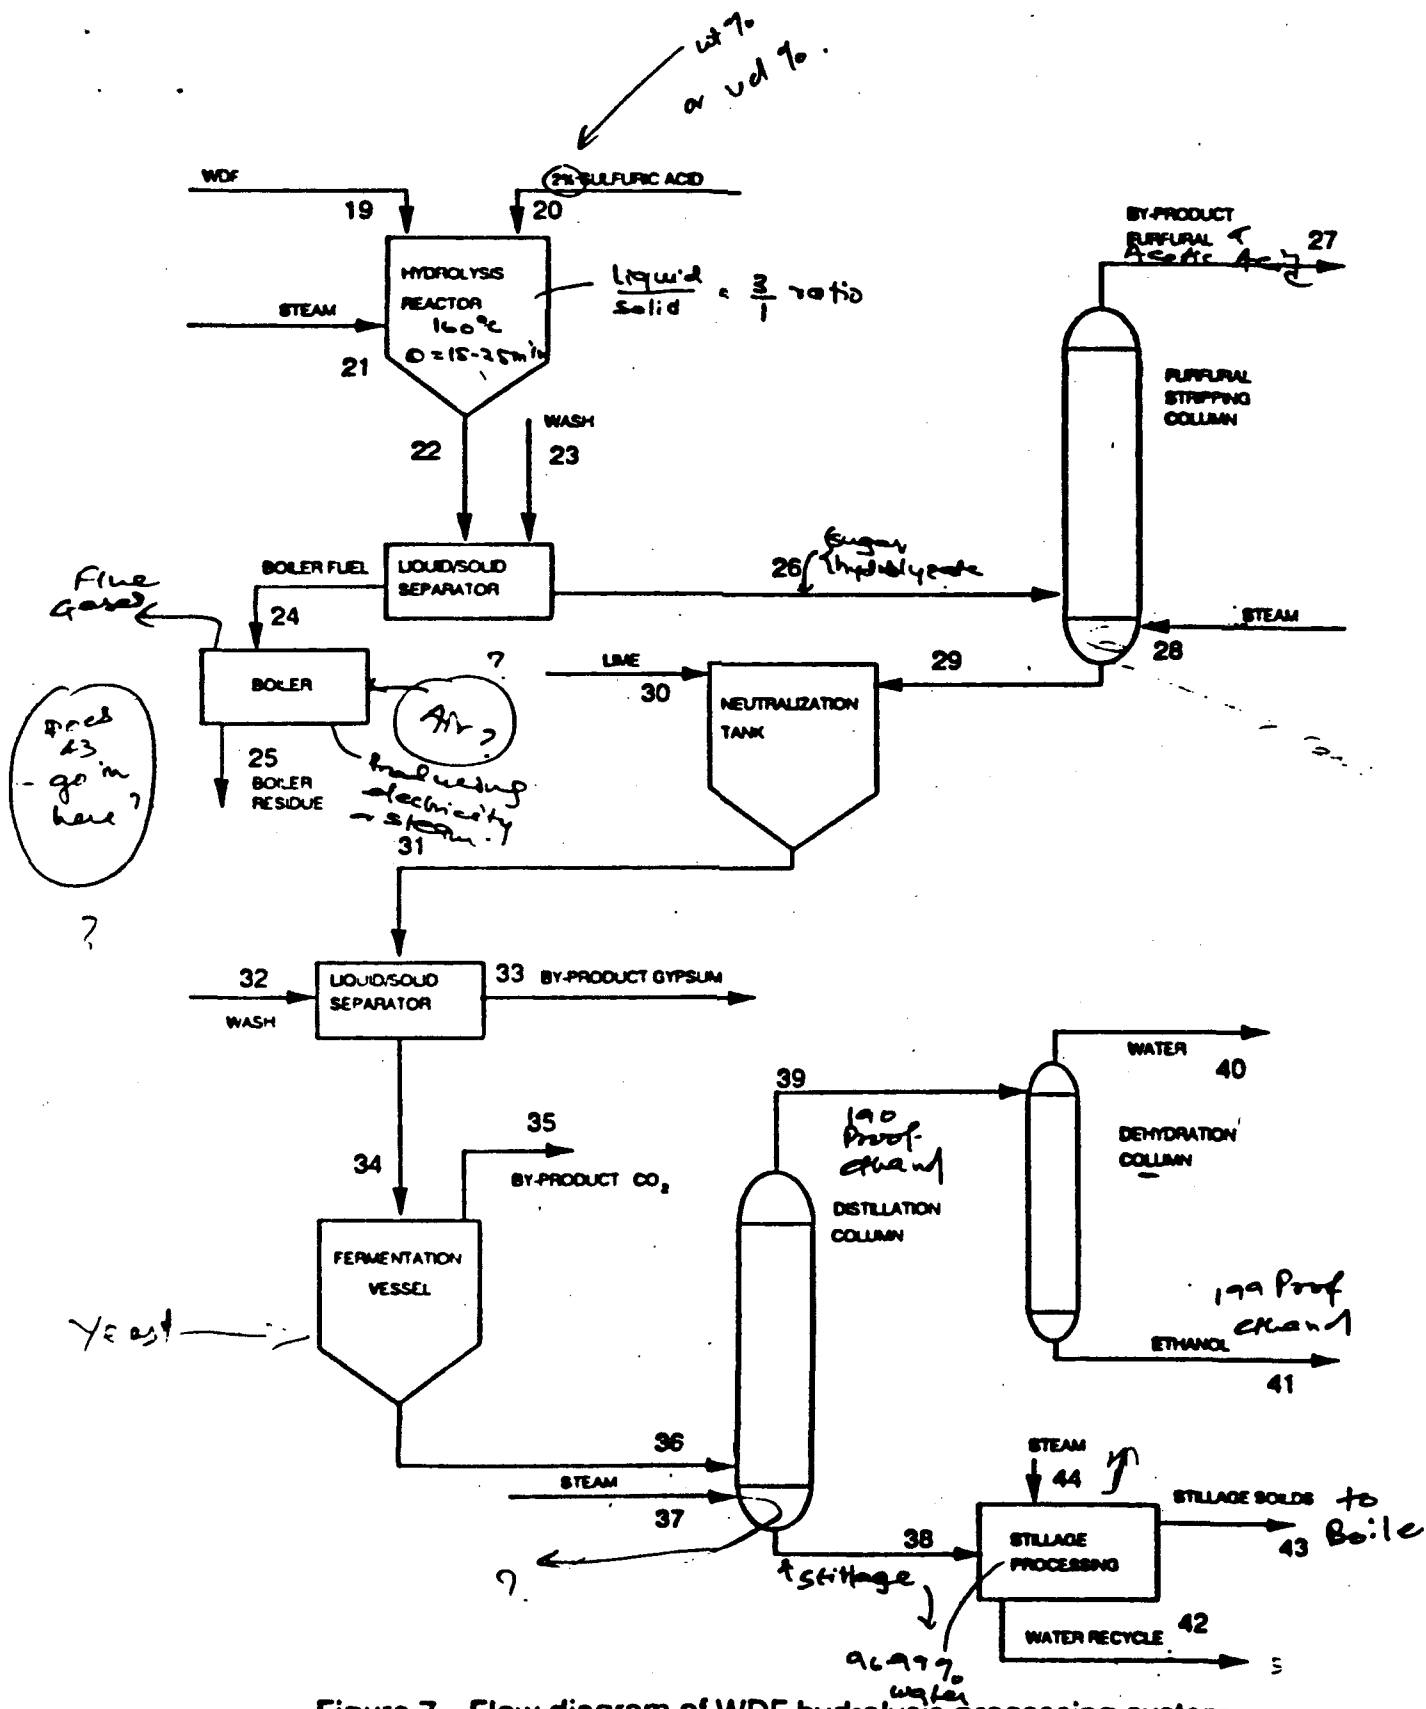 wt %
or vol %.
WDF
2% SULFURIC ACID
19
20
BY-PRODUCT
FURFURAL &
Acetic Acid
27
HYDROLYSIS
REACTOR
160°C
Θ = 15-25 min
liquid
solid
= 3/1 ratio
STEAM
21
FURFURAL
STRIPPING
COLUMN
22
WASH
23
BOILER FUEL
LIQUID/SOLID
SEPARATOR
26
Sugar
hydrolyzate
Flue
Gases
24
STEAM
28
BOILER
?
Air ?
LIME
30
NEUTRALIZATION
TANK
29
Does
43
go in
here ?
?
25
BOILER
RESIDUE
producing
electricity
steam.
31
32
WASH
LIQUID/SOLID
SEPARATOR
33
BY-PRODUCT GYPSUM
39
190
Proof
ethanol
WATER
40
35
BY-PRODUCT CO₂
34
DEHYDRATION
COLUMN
DISTILLATION
COLUMN
FERMENTATION
VESSEL
Yeast
199 Proof
ethanol
ETHANOL
41
36
STEAM
37
?
STEAM
44
STILLAGE SOILDS
43
to
Boile
38
STILLAGE
PROCESSING
stillage
water
WATER RECYCLE
42
Figure 7. Flow diagram of WDF hydrolysis processing system